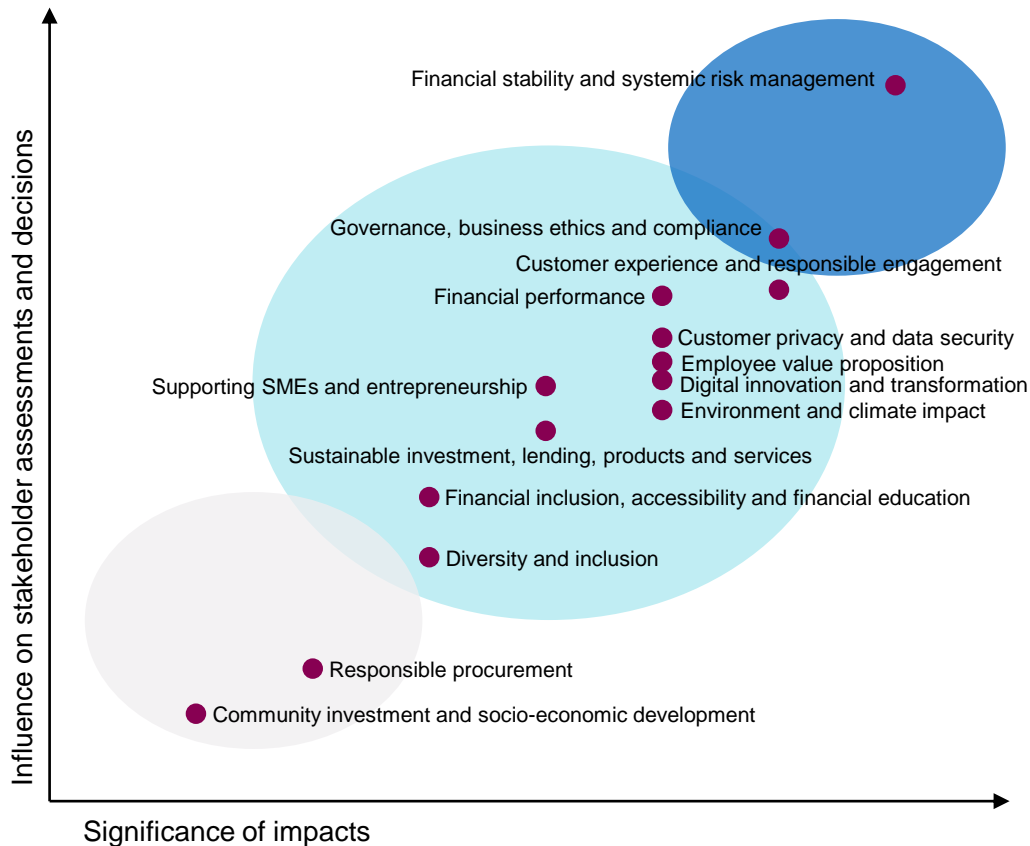 Influence on stakeholder assessments and decisions
Financial stability and systemic risk management
Governance, business ethics and compliance
Customer experience and responsible engagement
Financial performance
Customer privacy and data security
Employee value proposition
Digital innovation and transformation
Supporting SMEs and entrepreneurship
Environment and climate impact
Sustainable investment, lending, products and services
Financial inclusion, accessibility and financial education
Diversity and inclusion
Responsible procurement
Community investment and socio-economic development
Significance of impacts